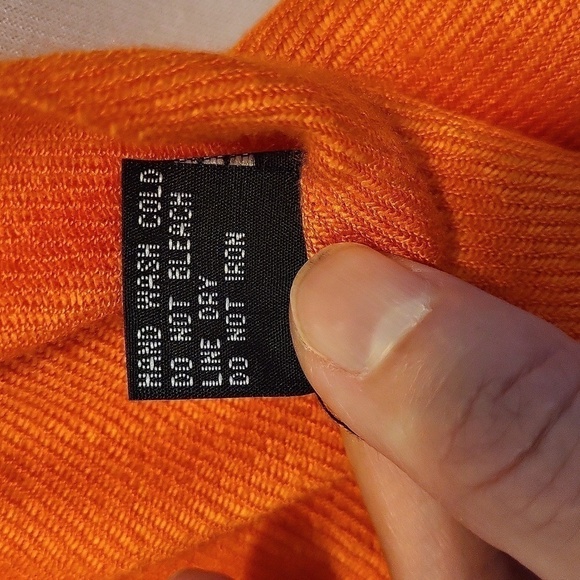 HAND WASH COLD
DO NOT BLEACH
LINE DRY
DO NOT IRON